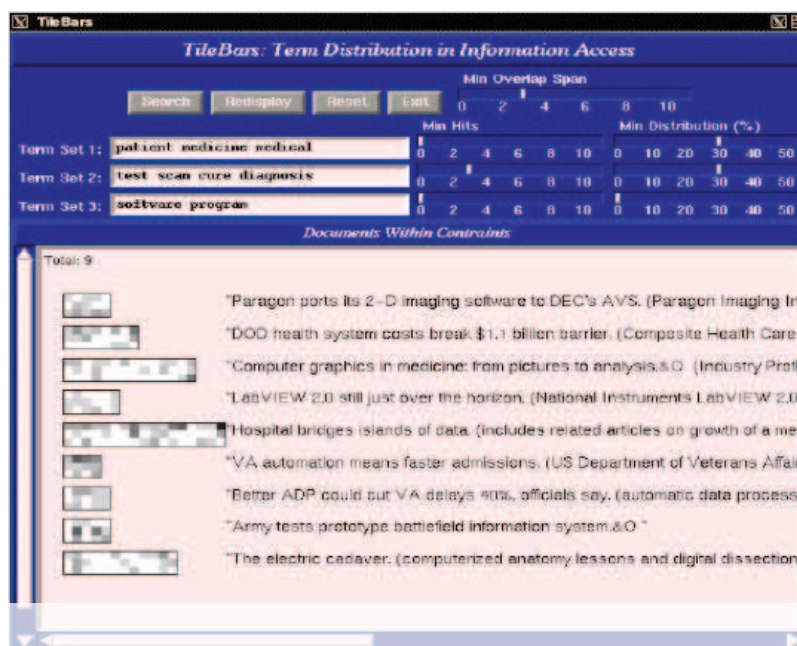 TileBars
TileBars: Term Distribution in Information Access
Min Overlap Span
Search Redisplay Reset Exit
0 2 4 6 8 10
Min Hits Min Distribution (%)
Term Set 1: patient medicine medical
0 2 4 6 8 10 0 10 20 30 40 50
Term Set 2: test scan cure diagnosis
0 2 4 6 8 10 0 10 20 30 40 50
Term Set 3: software program
0 2 4 6 8 10 0 10 20 30 40 50
Documents Within Contraints
Total: 9
"Paragon ports its 2-D imaging software to DEC's AVS. (Paragon Imaging In
"DOD health system costs break $1.1 billion barrier. (Composite Health Care
"Computer graphics in medicine: from pictures to analysis.&O (Industry Profi
"LabVIEW 2.0 still just over the horizon. (National Instruments LabVIEW 2.0
"Hospital bridges islands of data. (includes related articles on growth of a me
"VA automation means faster admissions. (US Department of Veterans Affair
"Better ADP could cut VA delays 40%, officials say. (automatic data process
"Army tests prototype battlefield information system.&O "
"The electric cadaver. (computerized anatomy lessons and digital dissection